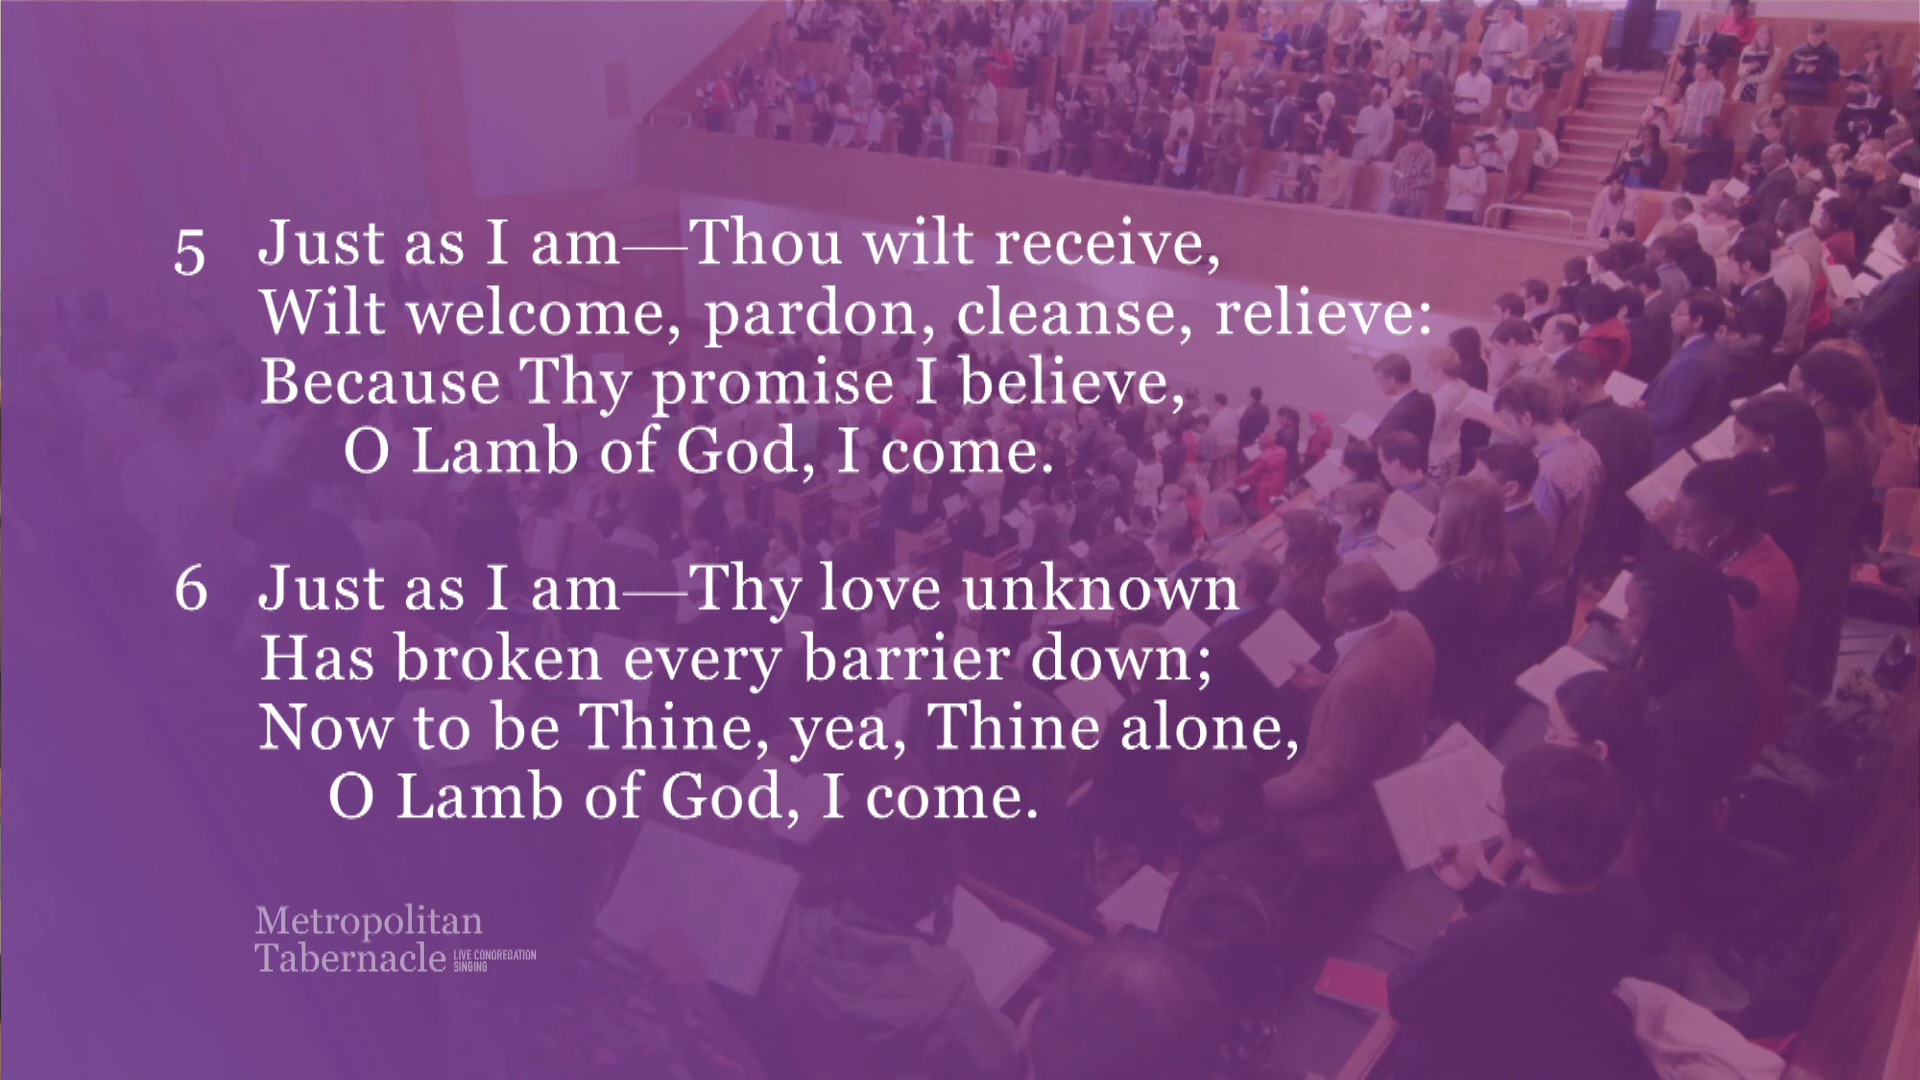 5 Just as I am—Thou wilt receive,
Wilt welcome, pardon, cleanse, relieve:
Because Thy promise I believe,
O Lamb of God, I come.
6 Just as I am—Thy love unknown
Has broken every barrier down;
Now to be Thine, yea, Thine alone,
O Lamb of God, I come.
Metropolitan
Tabernacle LIVE CONGREGATION
SINGING